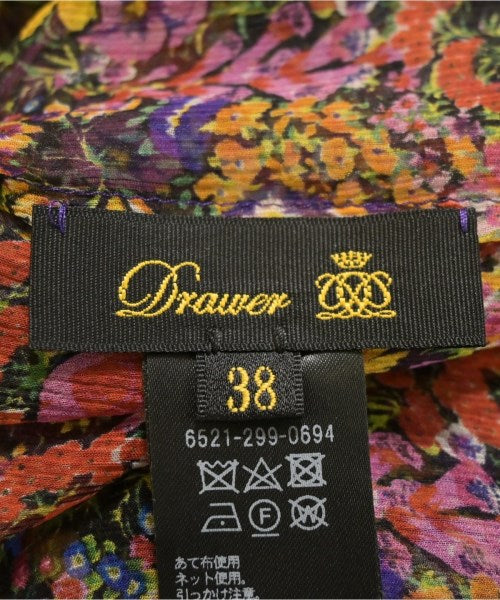 Drawer
38
6521-299-0694
F W
あて布使用
ネット使用。
引っかけ注意。